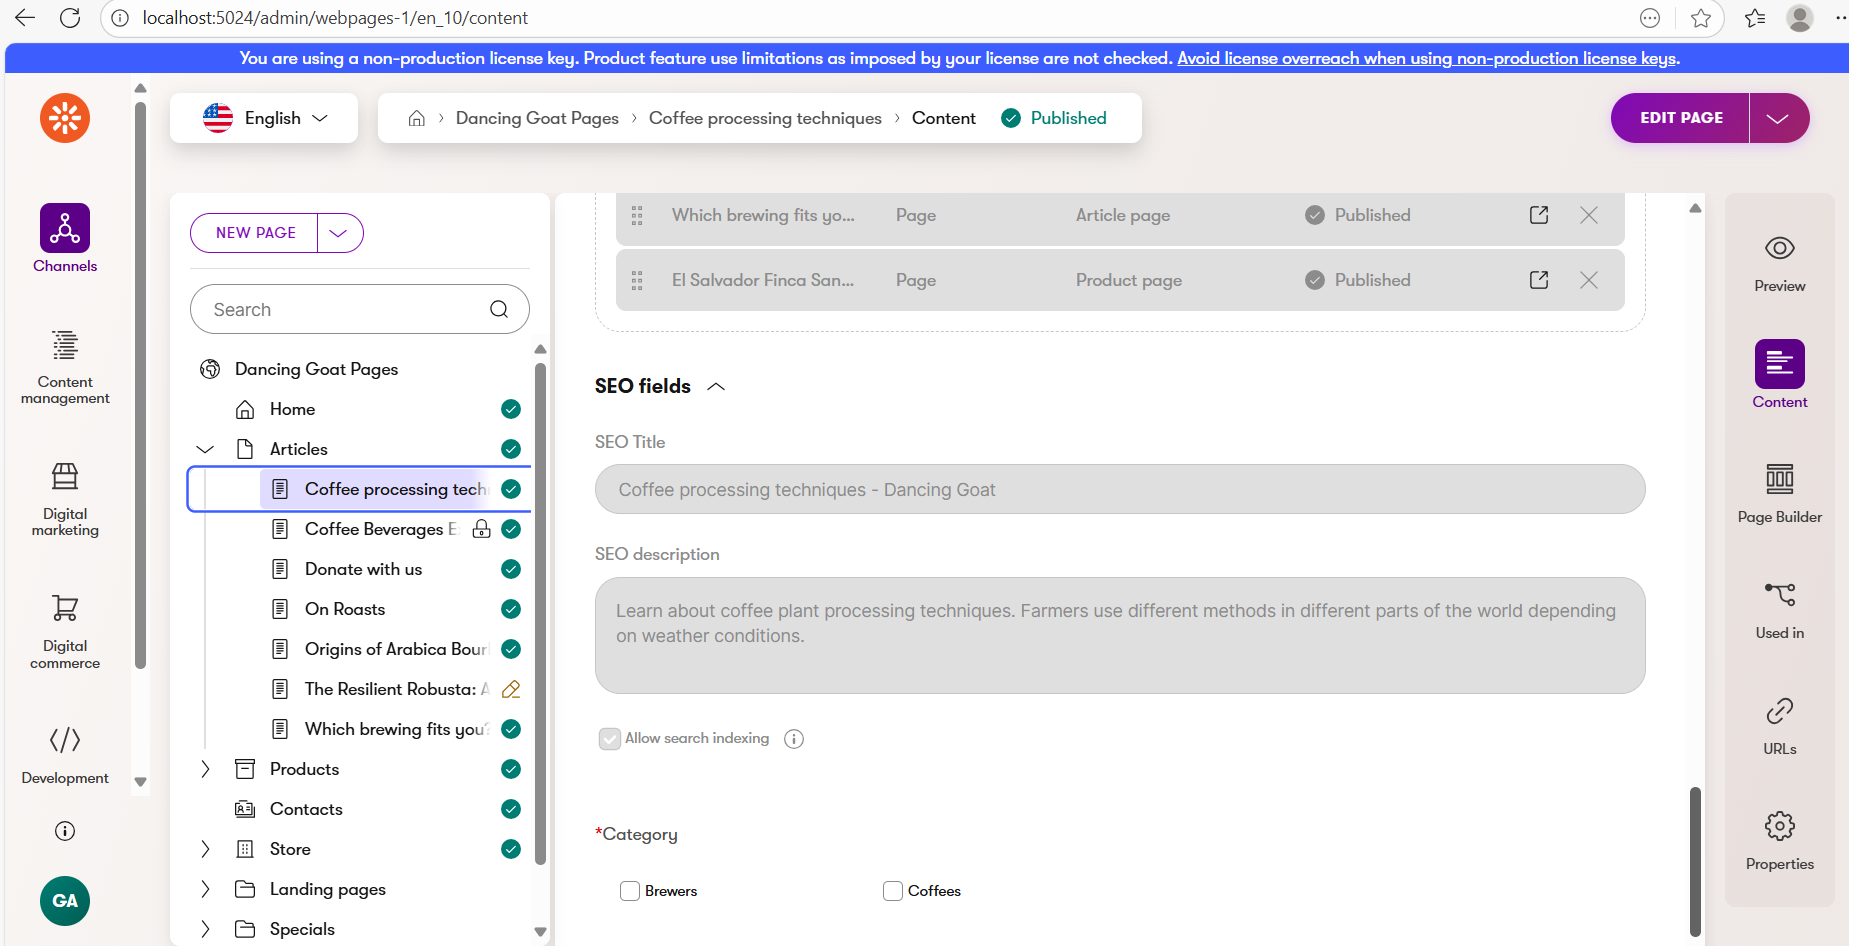 localhost:5024/admin/webpages-1/en_10/content
You are using a non-production license key. Product feature use limitations as imposed by your license are not checked. Avoid license overreach when using non-production license keys.
English
Dancing Goat Pages > Coffee processing techniques > Content Published
EDIT PAGE
Channels
Content
management
Digital
marketing
Digital
commerce
Development
GA
NEW PAGE
Search
Dancing Goat Pages
Home
Articles
Coffee processing tech
Coffee Beverages E
Donate with us
On Roasts
Origins of Arabica Bour
The Resilient Robusta: A
Which brewing fits you?
Products
Contacts
Store
Landing pages
Specials
Which brewing fits yo... Page Article page Published
El Salvador Finca San... Page Product page Published
SEO fields
SEO Title
Coffee processing techniques - Dancing Goat
SEO description
Learn about coffee plant processing techniques. Farmers use different methods in different parts of the world depending
on weather conditions.
Allow search indexing
*Category
Brewers Coffees
Preview
Content
Page Builder
Used in
URLs
Properties